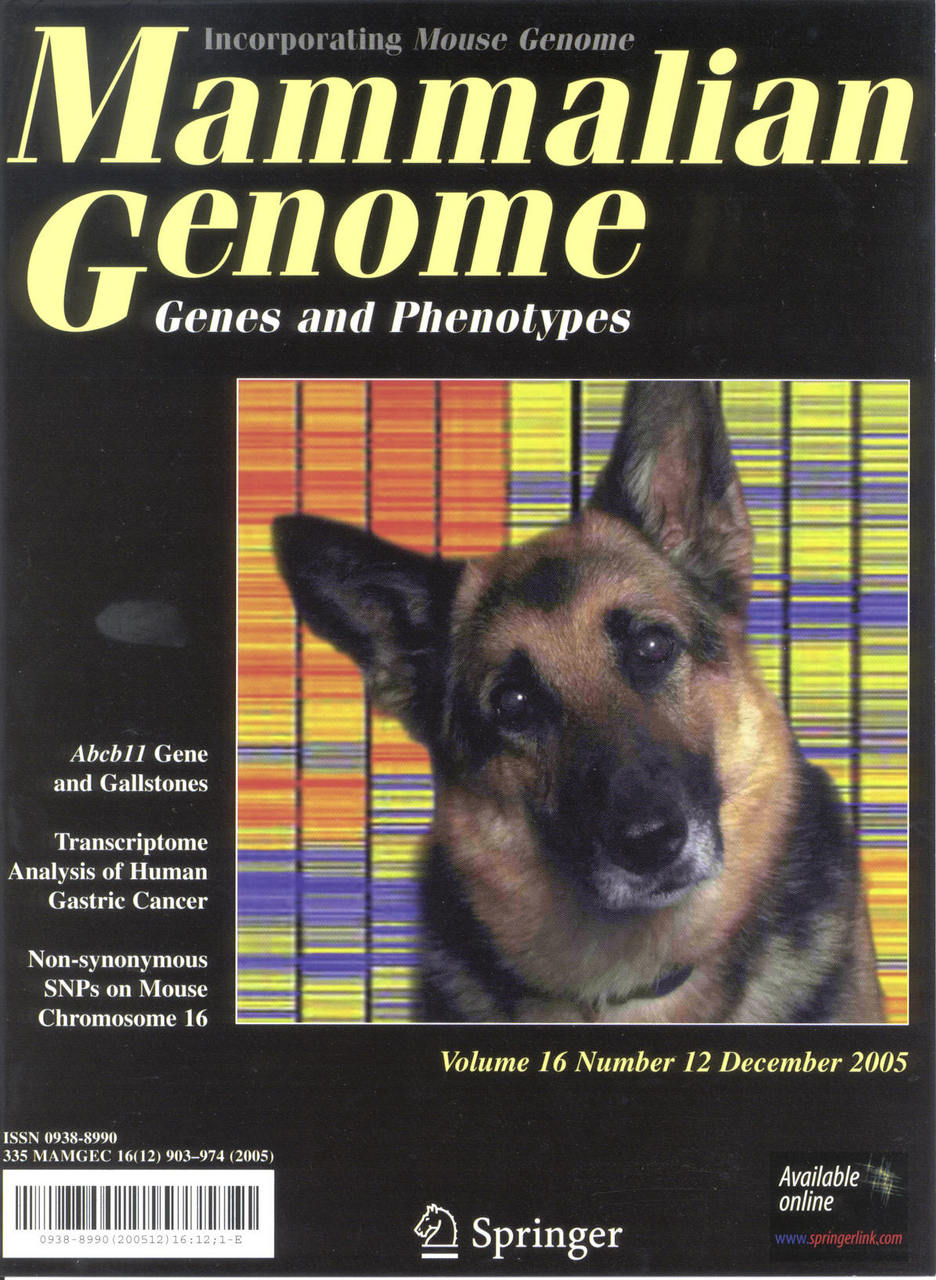 Incorporating Mouse Genome
Mammalian
Genome
Genes and Phenotypes
Abcb11 Gene
and Gallstones
Transcriptome
Analysis of Human
Gastric Cancer
Non-synonymous
SNPs on Mouse
Chromosome 16
Volume 16 Number 12 December 2005
ISSN 0938-8990
335 MAMGEC 16(12) 903–974 (2005)
0938-8990(200512)16:12;1-E
Springer
Available
online
www.springerlink.com